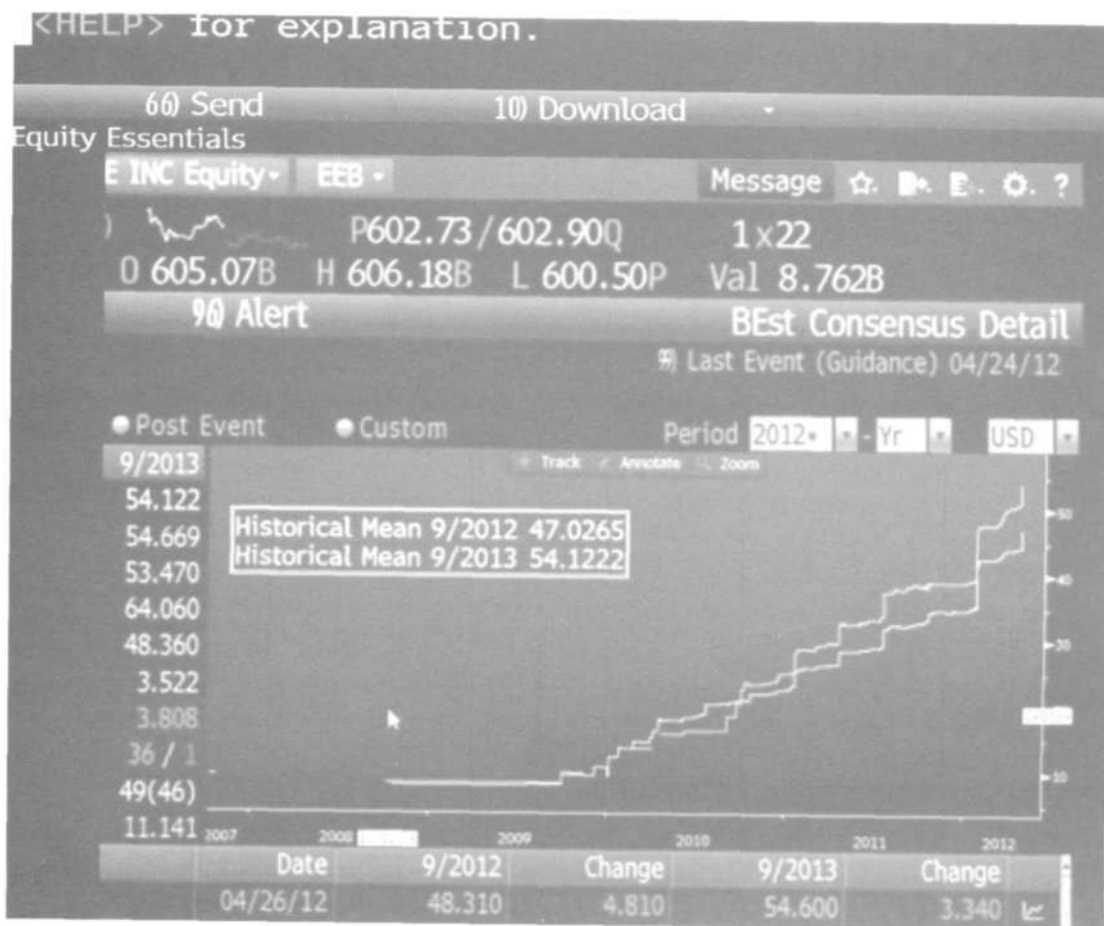 <HELP> for explanation.
66) Send 10) Download
Equity Essentials
E INC Equity EEB Message ?
) P602.73/602.90Q 1x22
O 605.07B H 606.18B L 600.50P Val 8.762B
96) Alert BEst Consensus Detail
Last Event (Guidance) 04/24/12
Post Event Custom Period 2012 - Yr USD
9/2013 Track Annotate Zoom
54.122
54.669
53.470
64.060
48.360
3.522
3.808
36 / 1
49(46)
11.141
Historical Mean 9/2012 47.0265
Historical Mean 9/2013 54.1222
50
40
30
10
2007 2008 2009 2010 2011 2012
Date 9/2012 Change 9/2013 Change
04/26/12 48.310 4.810 54.600 3.340